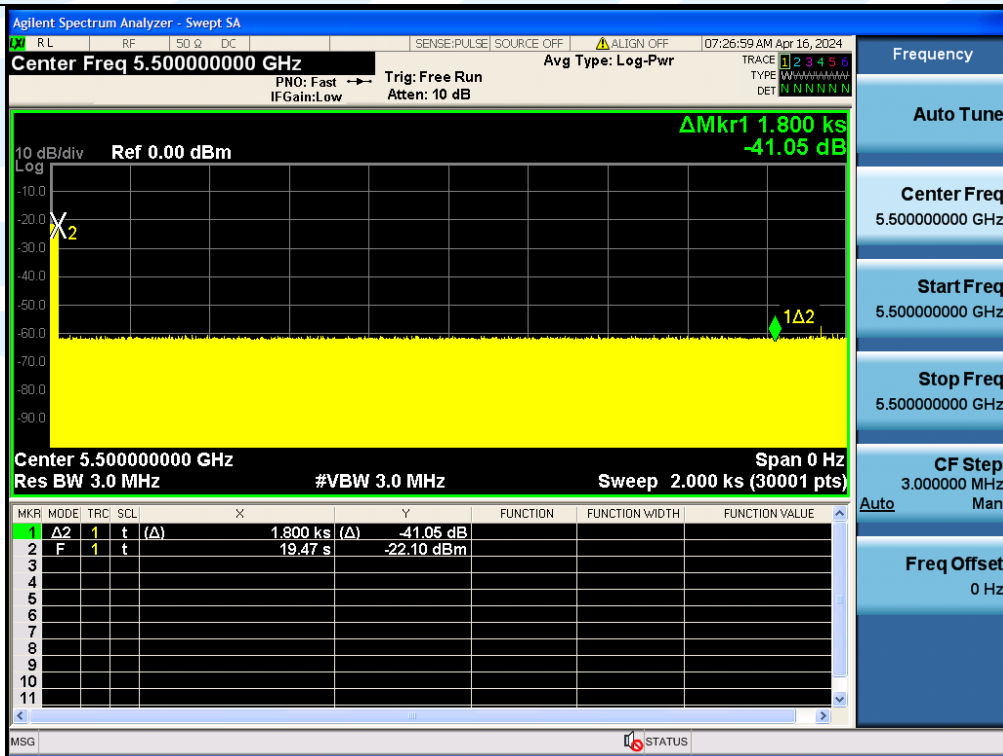 Agilent Spectrum Analyzer - Swept SA
LXI RL RF 50 Ω DC SENSE:PULSE SOURCE OFF ALIGN OFF 07:26:59 AM Apr 16, 2024
Center Freq 5.500000000 GHz
PNO: Fast
IFGain:Low
Trig: Free Run
Atten: 10 dB
Avg Type: Log-Pwr
TRACE 1 2 3 4 5 6
TYPE WWWWWW
DET N N N N N N
ΔMkr1 1.800 ks
-41.05 dB
10 dB/div Ref 0.00 dBm
Log
-10.0
-20.0
-30.0
-40.0
-50.0
-60.0
-70.0
-80.0
-90.0
2
1Δ2
Center 5.500000000 GHz Span 0 Hz
Res BW 3.0 MHz #VBW 3.0 MHz Sweep 2.000 ks (30001 pts)
MKR MODE TRC SCL X Y FUNCTION FUNCTION WIDTH FUNCTION VALUE
1 Δ2 1 t (Δ) 1.800 ks (Δ) -41.05 dB
2 F 1 t 19.47 s -22.10 dBm
3
4
5
6
7
8
9
10
11
MSG STATUS
Frequency
Auto Tune
Center Freq
5.500000000 GHz
Start Freq
5.500000000 GHz
Stop Freq
5.500000000 GHz
CF Step
3.000000 MHz
Auto Man
Freq Offset
0 Hz